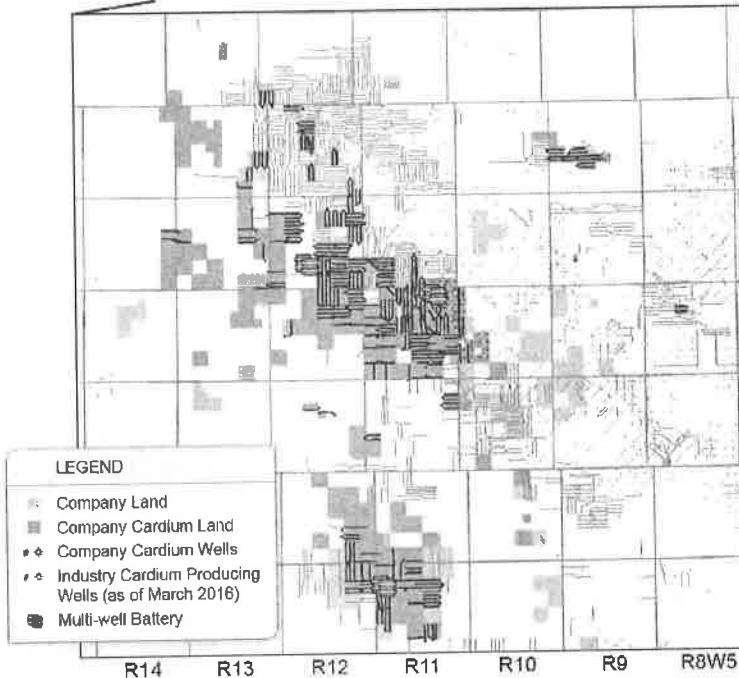 LEGEND
Company Land
Company Cardium Land
Company Cardium Wells
Industry Cardium Producing
Wells (as of March 2016)
Multi-well Battery
R14 R13 R12 R11 R10 R9 R8W5